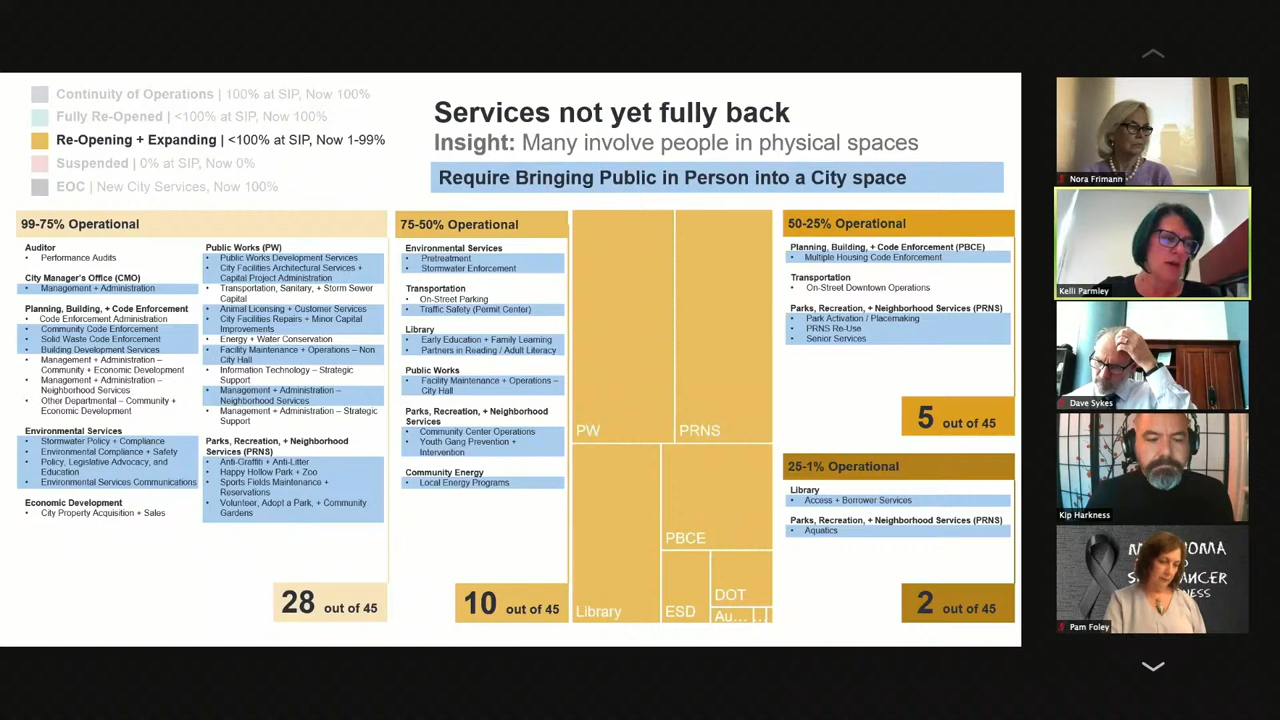 Continuity of Operations | 100% at SIP, Now 100%
Fully Re-Opened | <100% at SIP, Now 100%
Re-Opening + Expanding | <100% at SIP, Now 1-99%
Suspended | 0% at SIP, Now 0%
EOC | New City Services, Now 100%
Services not yet fully back
Insight: Many involve people in physical spaces
Require Bringing Public in Person into a City space
99-75% Operational
Auditor
• Performance Audits
City Manager's Office (CMO)
• Management + Administration
Planning, Building, + Code Enforcement
• Code Enforcement Administration
• Community Code Enforcement
• Solid Waste Code Enforcement
• Building Development Services
• Management + Administration –
Community + Economic Development
• Management + Administration –
Neighborhood Services
• Other Departmental – Community +
Economic Development
Environmental Services
• Stormwater Policy + Compliance
• Environmental Compliance + Safety
• Policy, Legislative Advocacy, and
Education
• Environmental Services Communications
Economic Development
• City Property Acquisition + Sales
Public Works (PW)
• Public Works Development Services
• City Facilities Architectural Services +
Capital Project Administration
• Transportation, Sanitary, + Storm Sewer
Capital
• Animal Licensing + Customer Services
• City Facilities Repairs + Minor Capital
Improvements
• Energy + Water Conservation
• Facility Maintenance + Operations – Non
City Hall
• Information Technology – Strategic
Support
• Management + Administration –
Neighborhood Services
• Management + Administration – Strategic
Support
Parks, Recreation, + Neighborhood
Services (PRNS)
• Anti-Graffiti + Anti-Litter
• Happy Hollow Park + Zoo
• Sports Fields Maintenance +
Reservations
• Volunteer, Adopt a Park, + Community
Gardens
28 out of 45
75-50% Operational
Environmental Services
• Pretreatment
• Stormwater Enforcement
Transportation
• On-Street Parking
• Traffic Safety (Permit Center)
Library
• Early Education + Family Learning
• Partners in Reading / Adult Literacy
Public Works
• Facility Maintenance + Operations –
City Hall
Parks, Recreation, + Neighborhood
Services
• Community Center Operations
• Youth Gang Prevention +
Intervention
Community Energy
• Local Energy Programs
10 out of 45
PW
PRNS
PBCE
Library
ESD
DOT
Au...
...
50-25% Operational
Planning, Building, + Code Enforcement (PBCE)
• Multiple Housing Code Enforcement
Transportation
• On-Street Downtown Operations
Parks, Recreation, + Neighborhood Services (PRNS)
• Park Activation / Placemaking
• PRNS Re-Use
• Senior Services
5 out of 45
25-1% Operational
Library
• Access + Borrower Services
Parks, Recreation, + Neighborhood Services (PRNS)
• Aquatics
2 out of 45
Nora Frimann
Kelli Parmley
Dave Sykes
Kip Harkness
Pam Foley